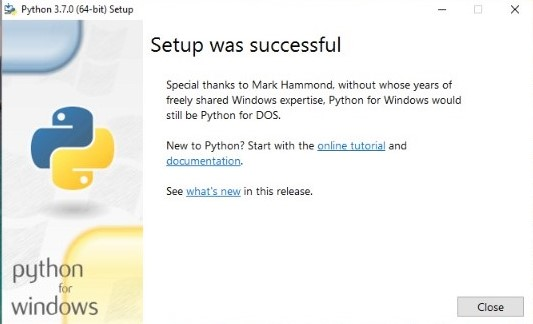 Python 3.7.0 (64-bit) Setup
Setup was successful
Special thanks to Mark Hammond, without whose years of
freely shared Windows expertise, Python for Windows would
still be Python for DOS.
New to Python? Start with the online tutorial and
documentation.
See what's new in this release.
python
for
windows
Close